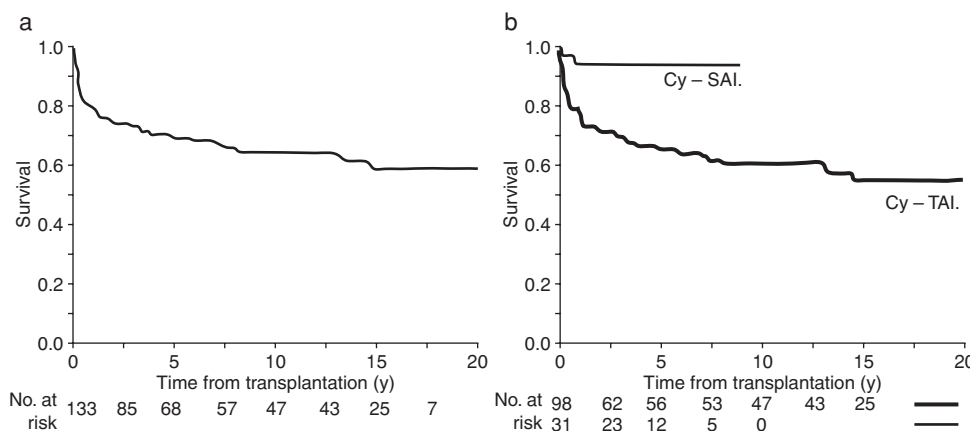 a
1.0
0.8
0.6
0.4
0.2
0.0
Survival
0 5 10 15 20
Time from transplantation (y)
No. at
risk 133 85 68 57 47 43 25 7
b
1.0
0.8
0.6
0.4
0.2
0.0
Survival
Cy – SAI.
Cy – TAI.
0.0 5 10 15 20
Time from transplantation (y)
No. at 98 62 56 53 47 43 25
risk 31 23 12 5 0